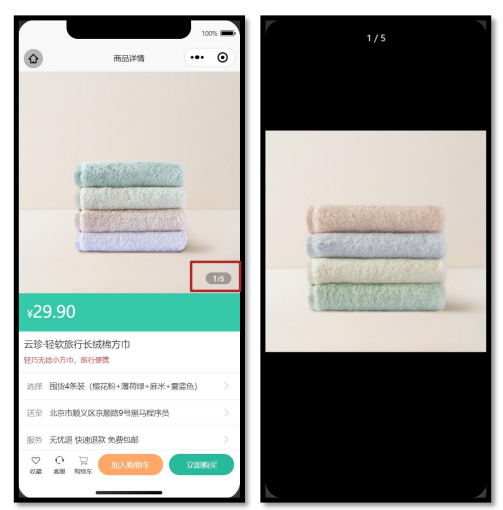 100%
商品详情
1/5
¥29.90
云珍·轻软旅行长绒棉方巾
轻巧无捻小方巾，旅行便携
选择 囤货4条装（樱花粉+薄荷绿+麻米+雾蓝色）
送至 北京市顺义区京顺路9号黑马程序员
服务 无忧退 快速退款 免费包邮
收藏 客服 购物车 加入购物车 立即购买
1 / 5